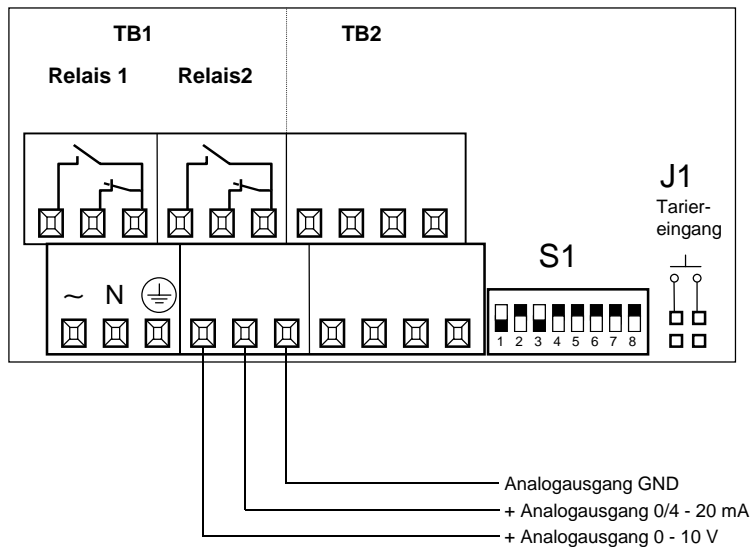 TB1 TB2
Relais 1 Relais2
J1
Tarier-
eingang
S1
~ N
1 2 3 4 5 6 7 8
Analogausgang GND
+ Analogausgang 0/4 - 20 mA
+ Analogausgang 0 - 10 V